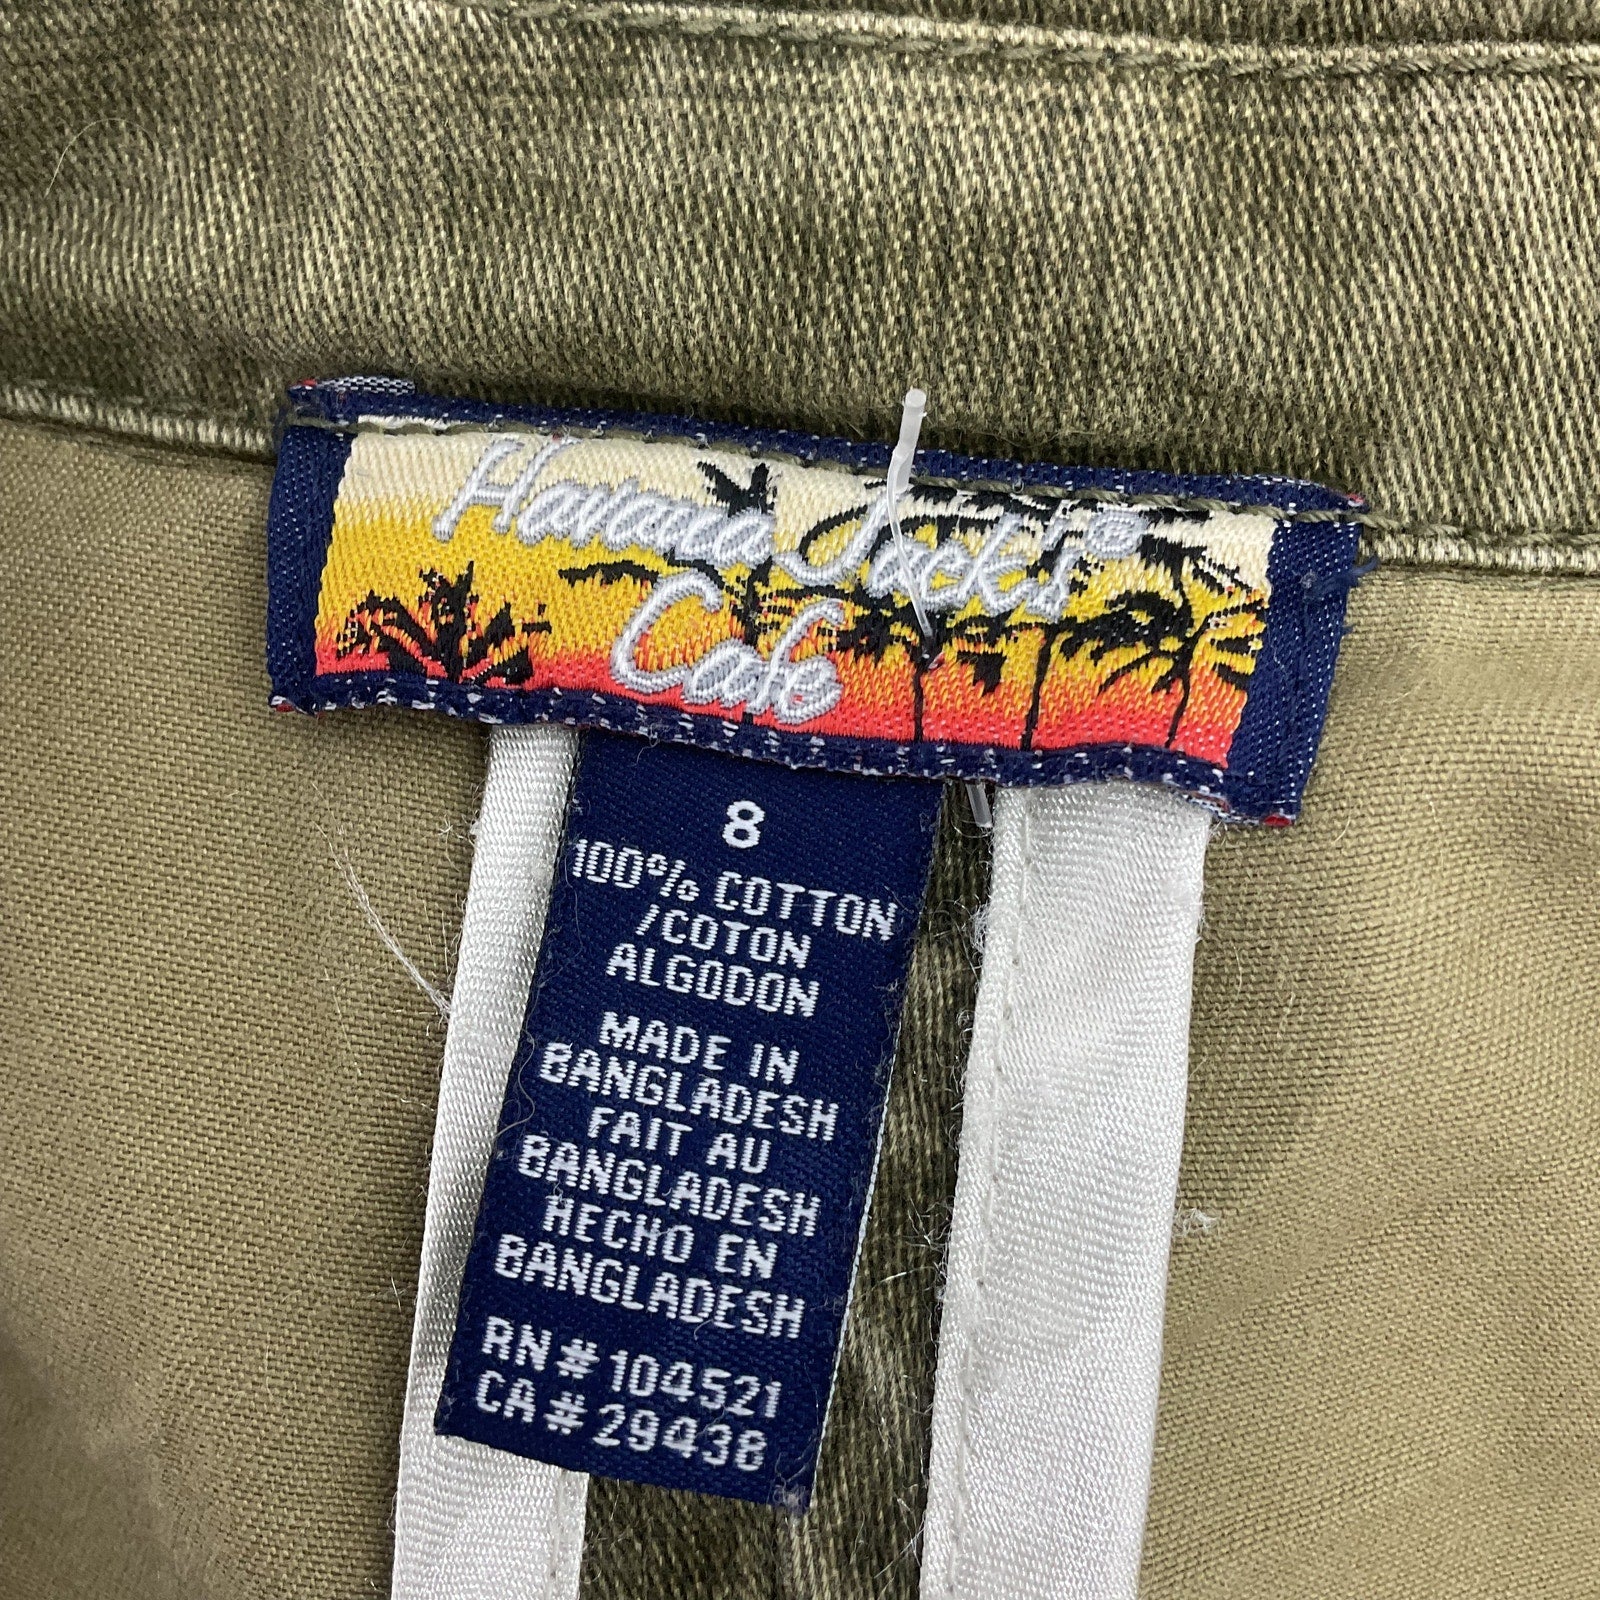 Havana Jack's®
Cafe
8
100% COTTON
/COTON
ALGODON
MADE IN
BANGLADESH
FAIT AU
BANGLADESH
HECHO EN
BANGLADESH
RN# 104521
CA# 29438